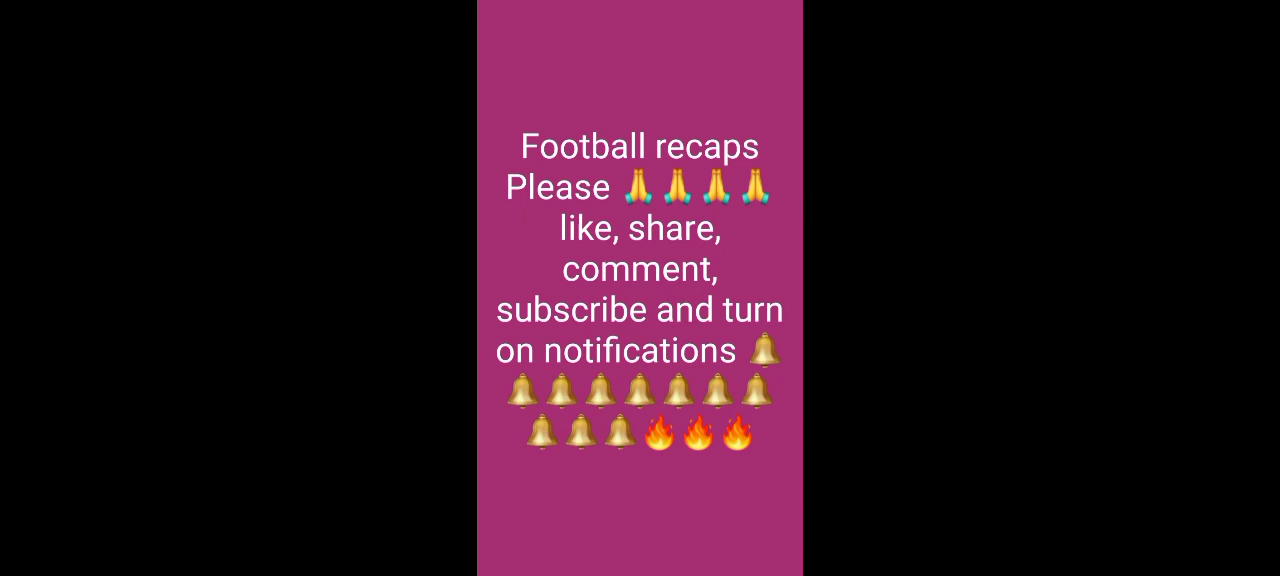 Football recaps
Please 🙏🙏🙏🙏
like, share,
comment,
subscribe and turn
on notifications 🔔
🔔🔔🔔🔔🔔🔔🔔
🔔🔔🔔🔥🔥🔥